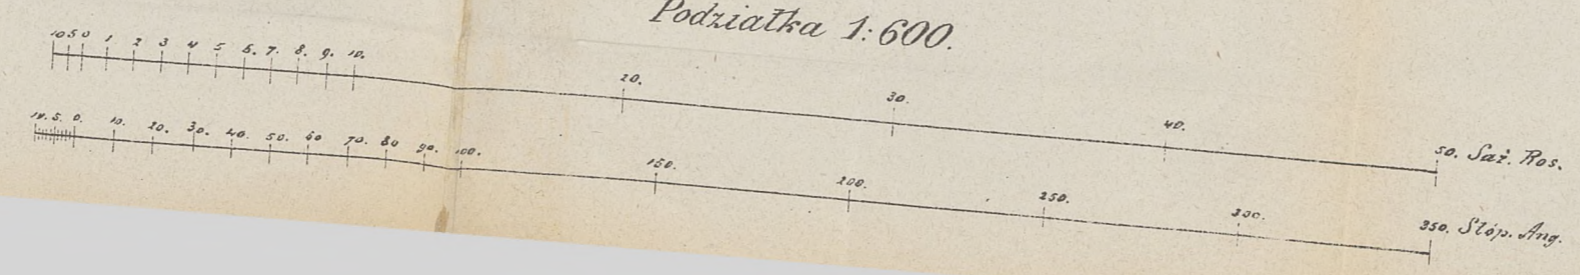 Podziałka 1:600.
10 5 0 1 2 3 4 5 6. 7. 8. 9. 10. 20. 30. 40. 50. Saż. Ros.
10. 5. 0. 10. 20. 30. 40. 50. 60 70. 80 90. 100. 150. 200. 250. 300. 350. Stóp. Ang.